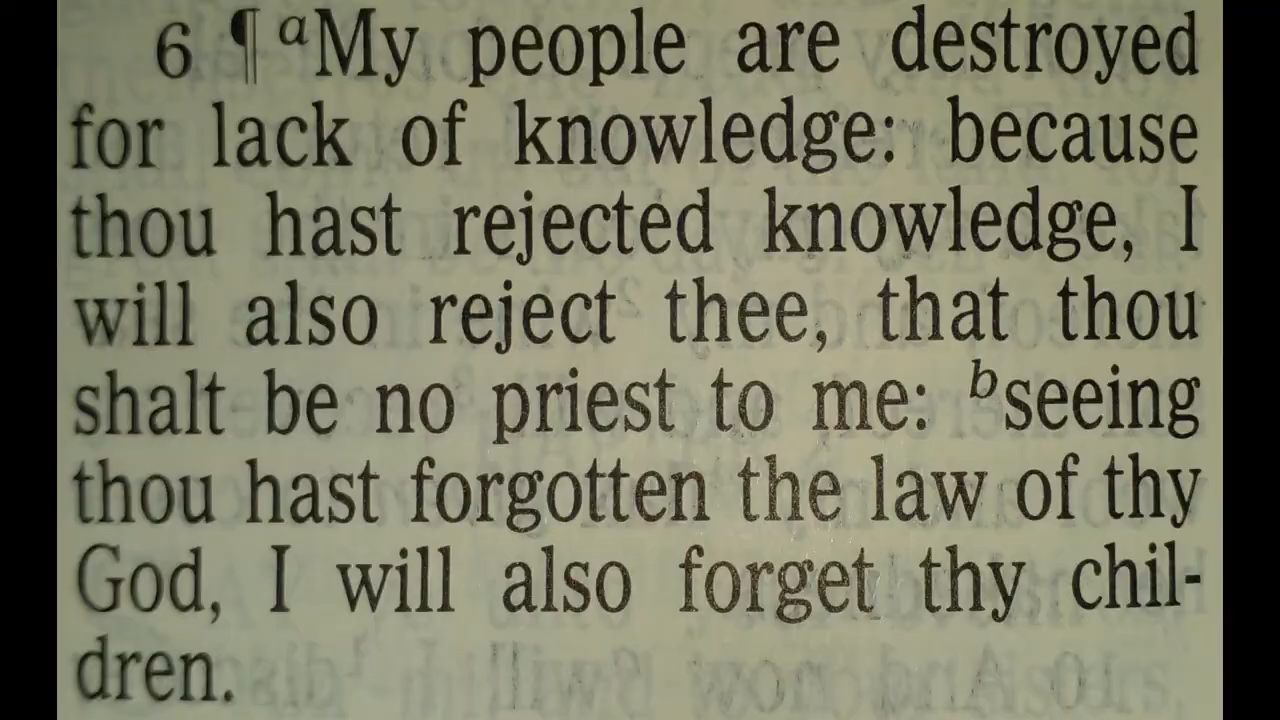 6 ¶ aMy people are destroyed
for lack of knowledge: because
thou hast rejected knowledge, I
will also reject thee, that thou
shalt be no priest to me: bseeing
thou hast forgotten the law of thy
God, I will also forget thy chil-
dren.